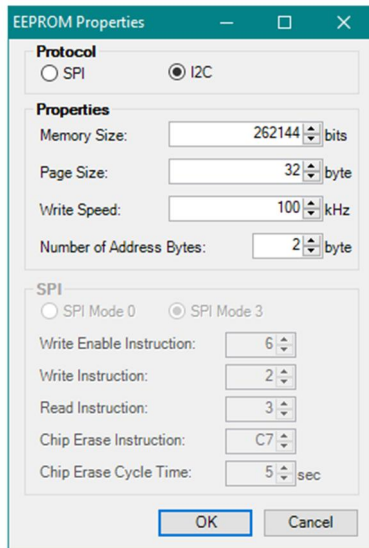 EEPROM Properties
Protocol
SPI I2C
Properties
Memory Size: 262144 bits
Page Size: 32 byte
Write Speed: 100 kHz
Number of Address Bytes: 2 byte
SPI
SPI Mode 0 SPI Mode 3
Write Enable Instruction: 6
Write Instruction: 2
Read Instruction: 3
Chip Erase Instruction: C7
Chip Erase Cycle Time: 5 sec
OK Cancel